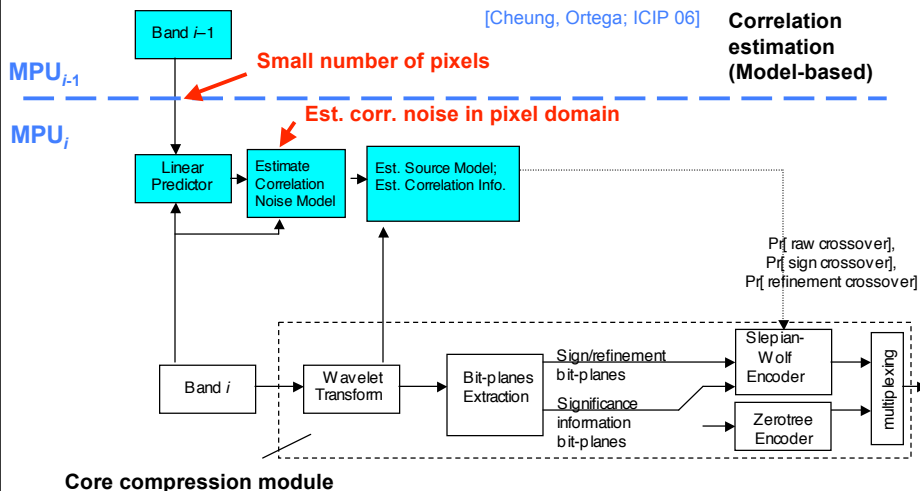 [Cheung, Ortega; ICIP 06]
Correlation
estimation
(Model-based)
Band i–1
MPUi-1
Small number of pixels
MPUi
Est. corr. noise in pixel domain
Linear
Predictor
Estimate
Correlation
Noise Model
Est. Source Model;
Est. Correlation Info.
Pr[ raw crossover],
Pr[ sign crossover],
Pr[ refinement crossover]
Band i
Wavelet
Transform
Bit-planes
Extraction
Sign/refinement
bit-planes
Significance
information
bit-planes
Slepian-
Wolf
Encoder
Zerotree
Encoder
multiplexing
Core compression module